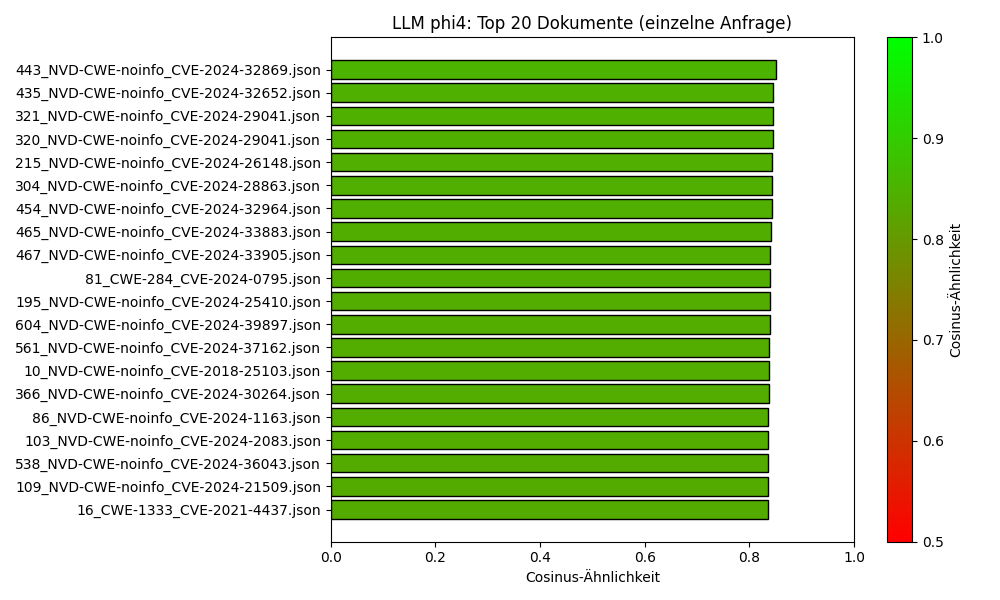 LLM phi4: Top 20 Dokumente (einzelne Anfrage)
443_NVD-CWE-noinfo_CVE-2024-32869.json
435_NVD-CWE-noinfo_CVE-2024-32652.json
321_NVD-CWE-noinfo_CVE-2024-29041.json
320_NVD-CWE-noinfo_CVE-2024-29041.json
215_NVD-CWE-noinfo_CVE-2024-26148.json
304_NVD-CWE-noinfo_CVE-2024-28863.json
454_NVD-CWE-noinfo_CVE-2024-32964.json
465_NVD-CWE-noinfo_CVE-2024-33883.json
467_NVD-CWE-noinfo_CVE-2024-33905.json
81_CWE-284_CVE-2024-0795.json
195_NVD-CWE-noinfo_CVE-2024-25410.json
604_NVD-CWE-noinfo_CVE-2024-39897.json
561_NVD-CWE-noinfo_CVE-2024-37162.json
10_NVD-CWE-noinfo_CVE-2018-25103.json
366_NVD-CWE-noinfo_CVE-2024-30264.json
86_NVD-CWE-noinfo_CVE-2024-1163.json
103_NVD-CWE-noinfo_CVE-2024-2083.json
538_NVD-CWE-noinfo_CVE-2024-36043.json
109_NVD-CWE-noinfo_CVE-2024-21509.json
16_CWE-1333_CVE-2021-4437.json
0.0 0.2 0.4 0.6 0.8 1.0
Cosinus-Ähnlichkeit
1.0
0.9
0.8
0.7
0.6
0.5
Cosinus-Ähnlichkeit